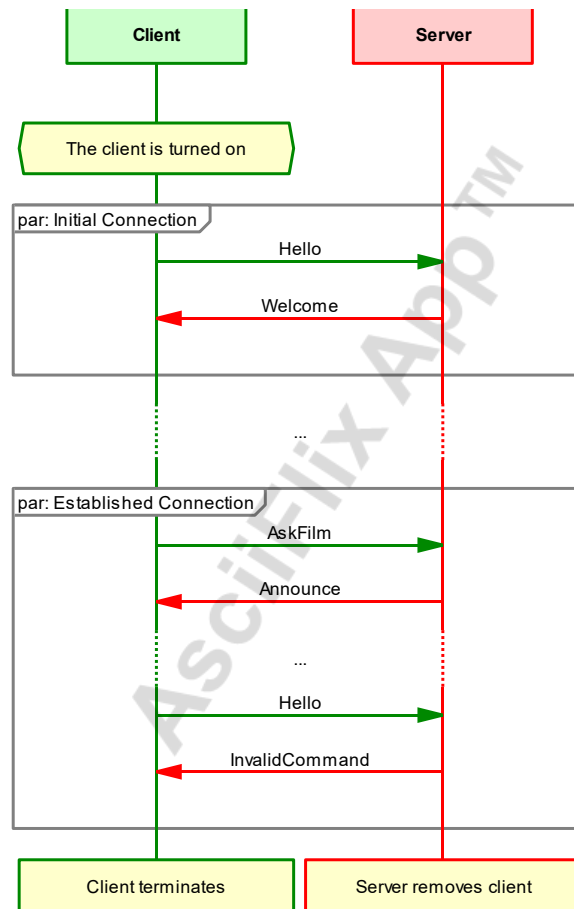 Client
Server
The client is turned on
par: Initial Connection
Hello
Welcome
...
par: Established Connection
AskFilm
Announce
...
Hello
InvalidCommand
Client terminates
Server removes client
AsciiFlix App™